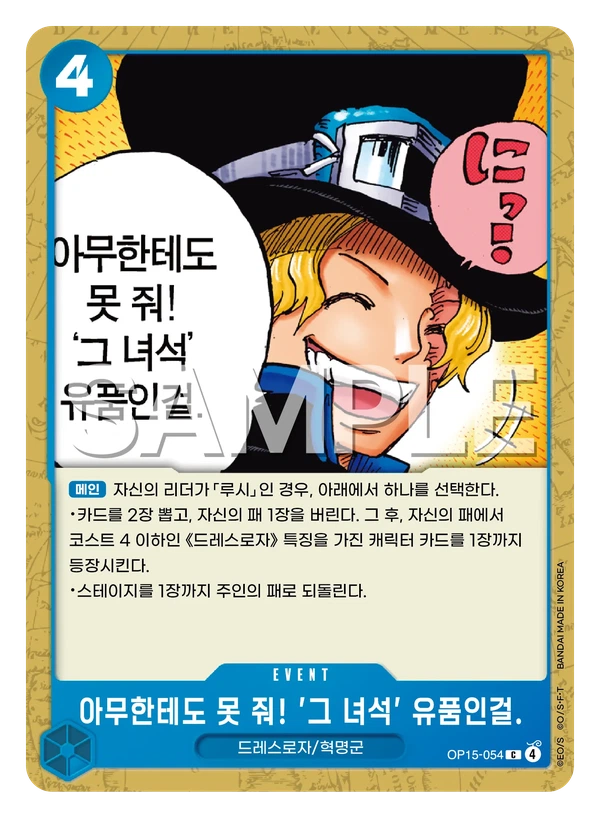 4
にっ!
아무한테도
못 줘!
‘그 녀석’
유품인걸.
SAMPLE
메인 자신의 리더가 「루시」인 경우, 아래에서 하나를 선택한다.
・카드를 2장 뽑고, 자신의 패 1장을 버린다. 그 후, 자신의 패에서
코스트 4 이하인 《드레스로자》 특징을 가진 캐릭터 카드를 1장까지
등장시킨다.
・스테이지를 1장까지 주인의 패로 되돌린다.
EVENT
아무한테도 못 줘! ’그 녀석’ 유품인걸.
드레스로자/혁명군
OP15-054 C 4
©EO/S ©O/S·F·T BANDAI MADE IN KOREA